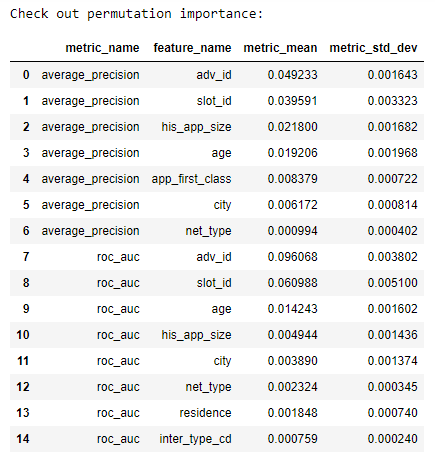 Check out permutation importance:
metric_name feature_name metric_mean metric_std_dev
0 average_precision adv_id 0.049233 0.001643
1 average_precision slot_id 0.039591 0.003323
2 average_precision his_app_size 0.021800 0.001682
3 average_precision age 0.019206 0.001968
4 average_precision app_first_class 0.008379 0.000722
5 average_precision city 0.006172 0.000814
6 average_precision net_type 0.000994 0.000402
7 roc_auc adv_id 0.096068 0.003802
8 roc_auc slot_id 0.060988 0.005100
9 roc_auc age 0.014243 0.001602
10 roc_auc his_app_size 0.004944 0.001436
11 roc_auc city 0.003890 0.001374
12 roc_auc net_type 0.002324 0.000345
13 roc_auc residence 0.001848 0.000740
14 roc_auc inter_type_cd 0.000759 0.000240